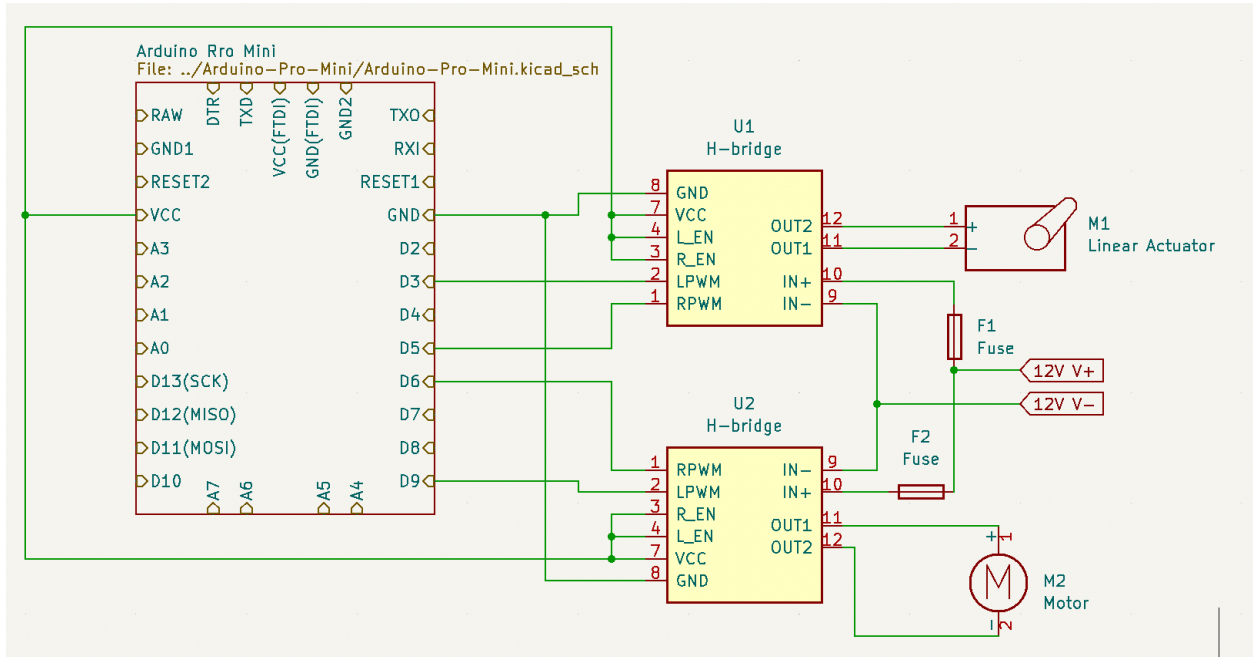 Arduino Rro Mini
File: ../Arduino-Pro-Mini/Arduino-Pro-Mini.kicad_sch
RAW
GND1
RESET2
VCC
A3
A2
A1
A0
D13(SCK)
D12(MISO)
D11(MOSI)
D10
DTR
TXD
VCC(FTDI)
GND(FTDI)
GND2
TXO
RXI
RESET1
GND
D2
D3
D4
D5
D6
D7
D8
D9
A7
A6
A5
A4
U1
H-bridge
8 GND
7 VCC
4 L_EN
3 R_EN
2 LPWM
1 RPWM
OUT2 12
OUT1 11
IN+ 10
IN- 9
1 +
2 -
M1
Linear Actuator
F1
Fuse
12V V+
12V V-
U2
H-bridge
F2
Fuse
1 RPWM
2 LPWM
3 R_EN
4 L_EN
7 VCC
8 GND
IN- 9
IN+ 10
OUT1 11
OUT2 12
+ 1
M
- 2
M2
Motor